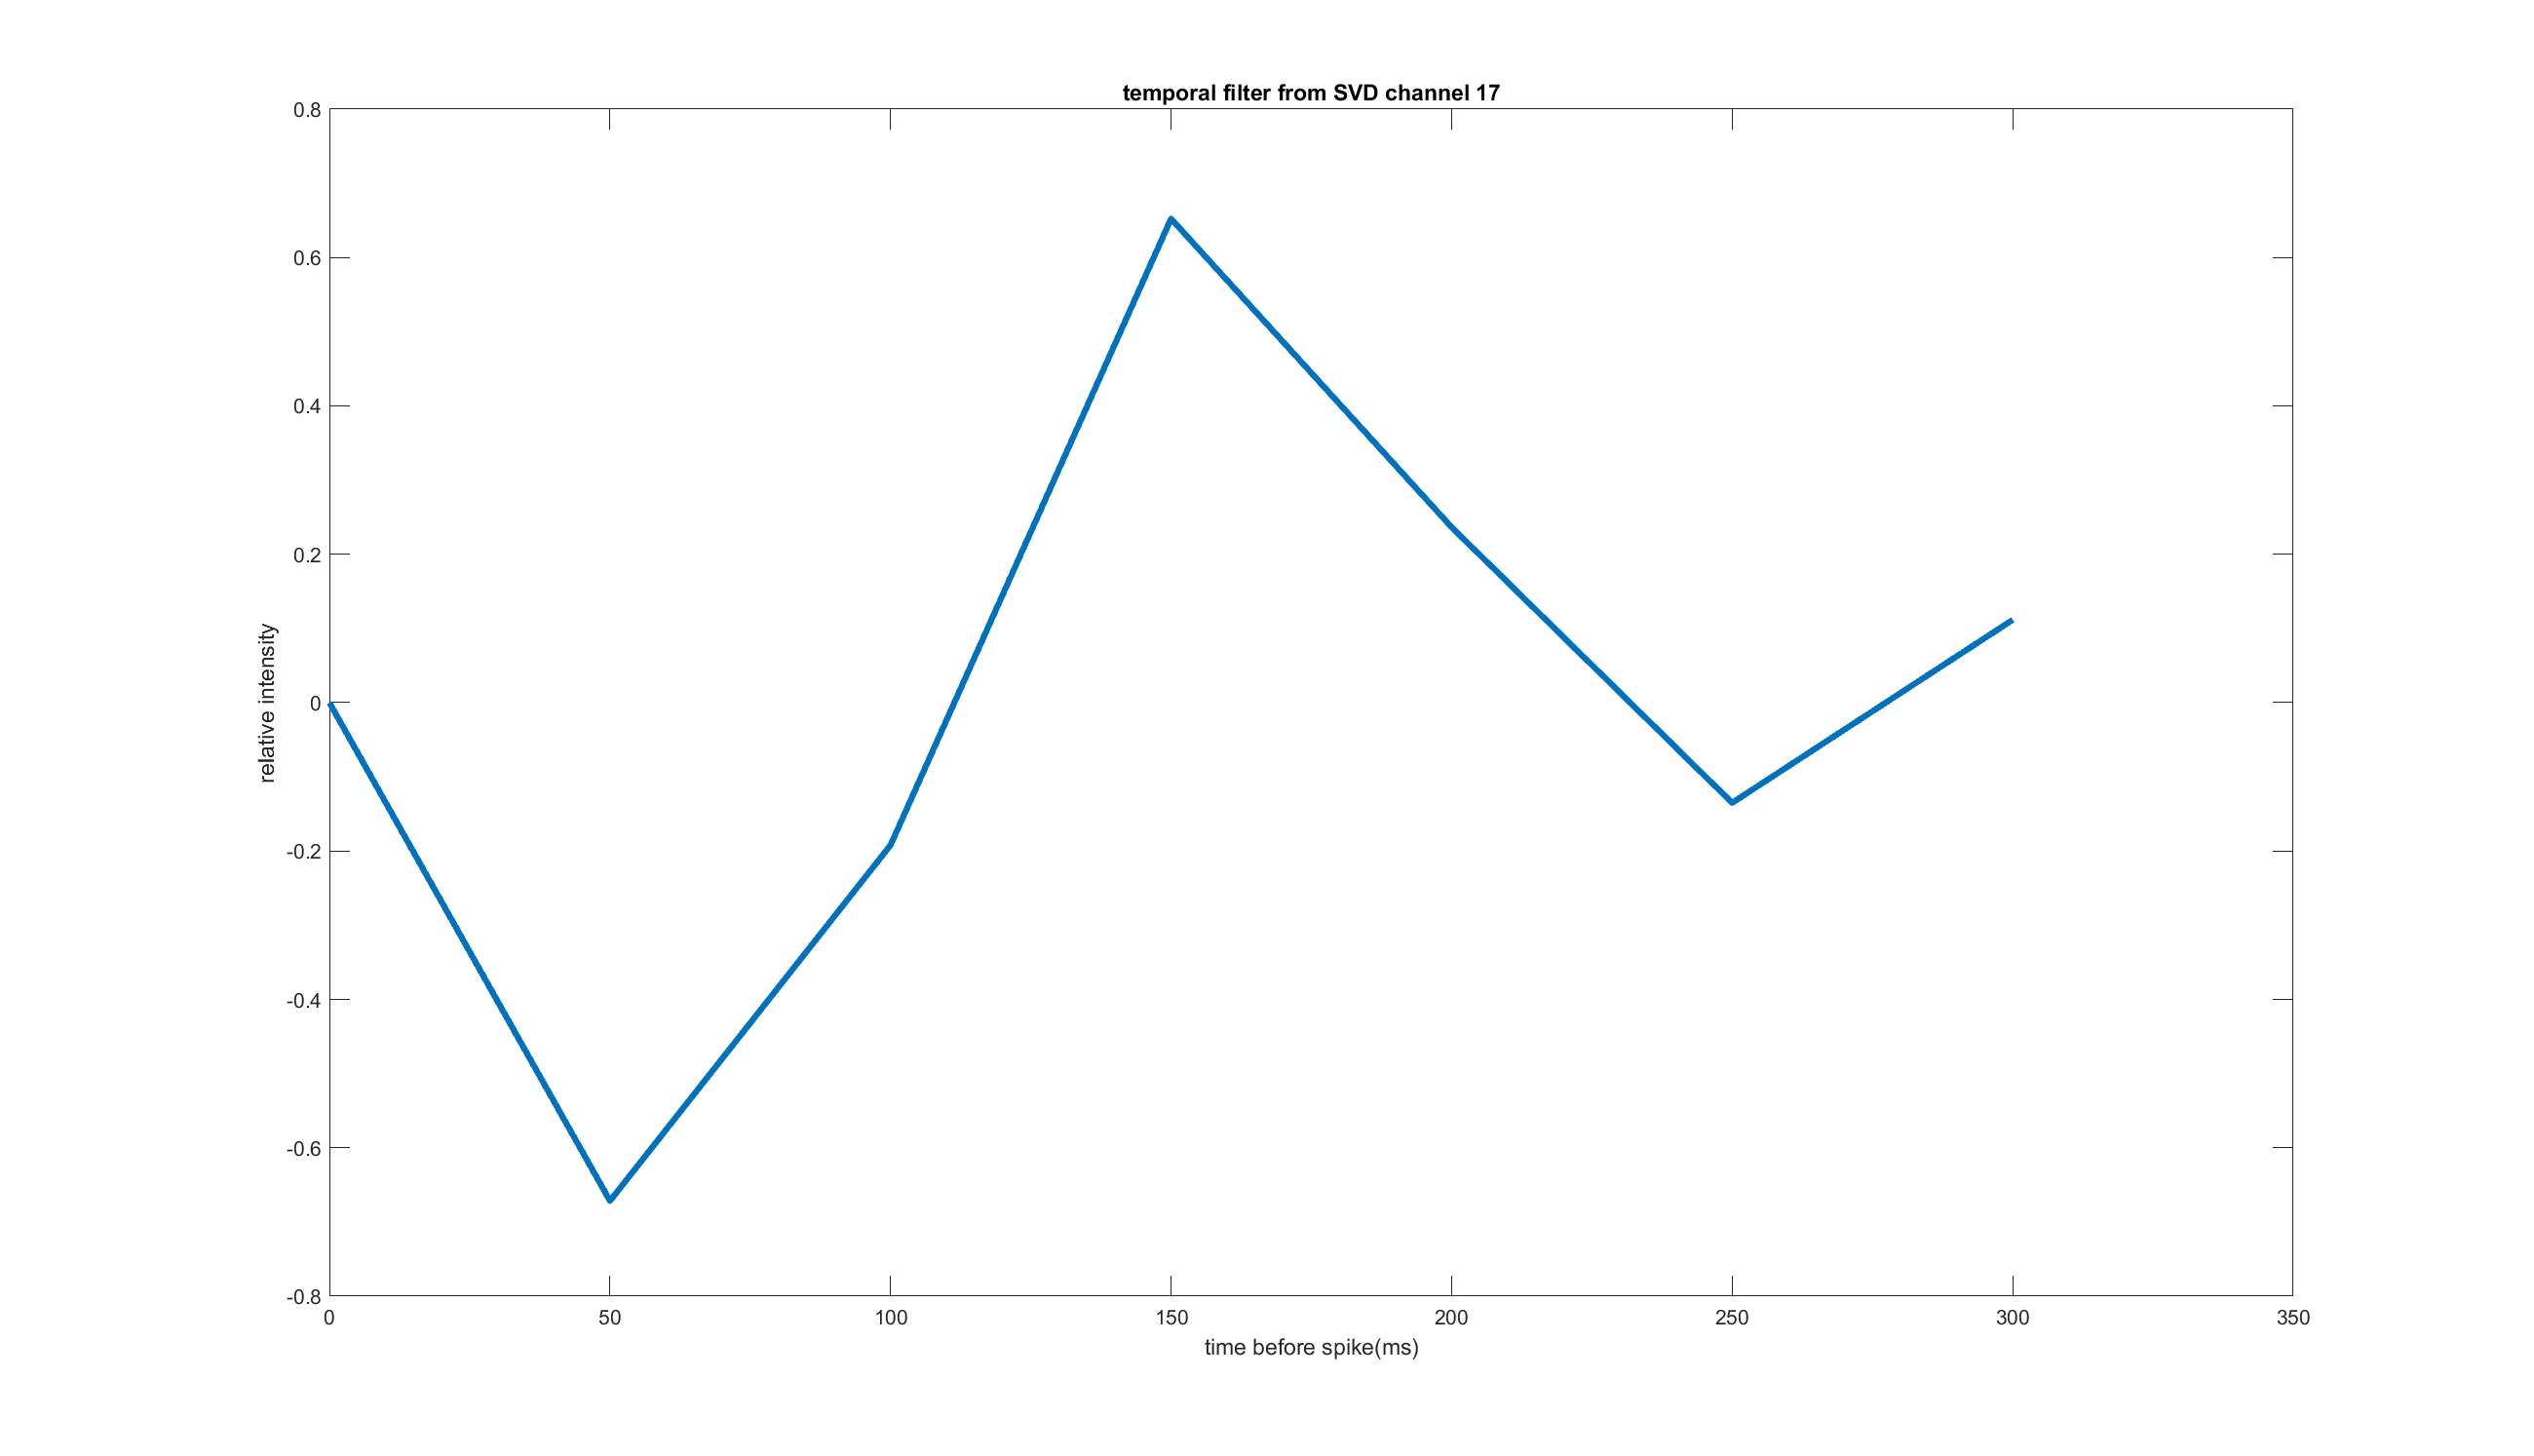 temporal filter from SVD channel 17
0.8
0.6
0.4
0.2
0
-0.2
-0.4
-0.6
-0.8
relative intensity
0 50 100 150 200 250 300 350
time before spike(ms)